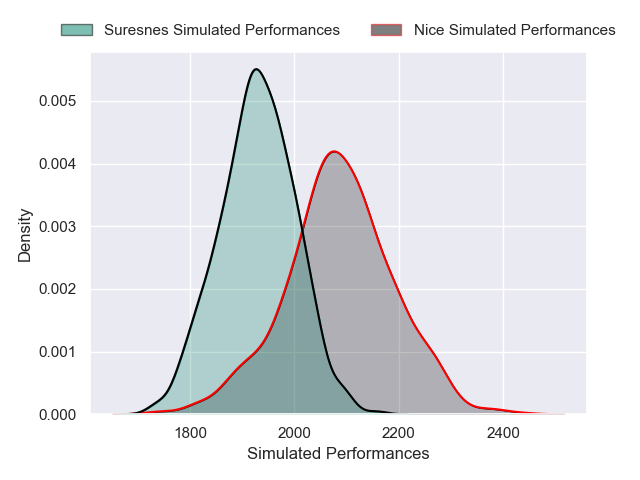 Suresnes Simulated Performances
Nice Simulated Performances
0.005
0.004
0.003
0.002
0.001
0.000
Density
1800
2000
2200
2400
Simulated Performances